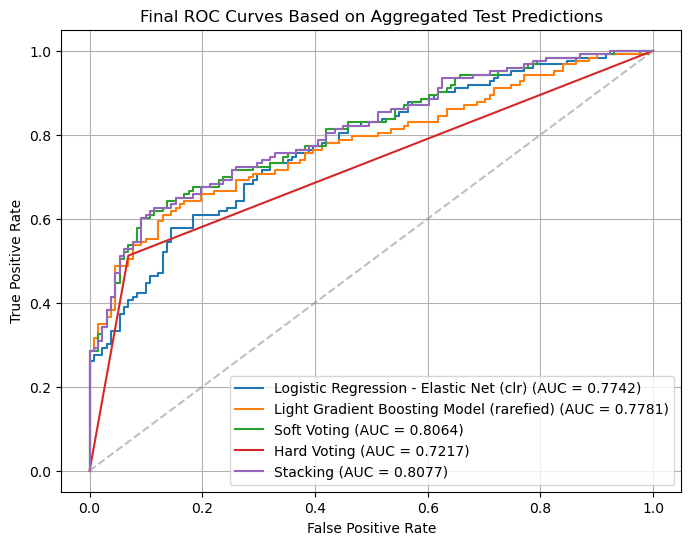 Final ROC Curves Based on Aggregated Test Predictions
True Positive Rate
1.0
0.8
0.6
0.4
0.2
0.0
Logistic Regression - Elastic Net (clr) (AUC = 0.7742)
Light Gradient Boosting Model (rarefied) (AUC = 0.7781)
Soft Voting (AUC = 0.8064)
Hard Voting (AUC = 0.7217)
Stacking (AUC = 0.8077)
0.0 0.2 0.4 0.6 0.8 1.0
False Positive Rate